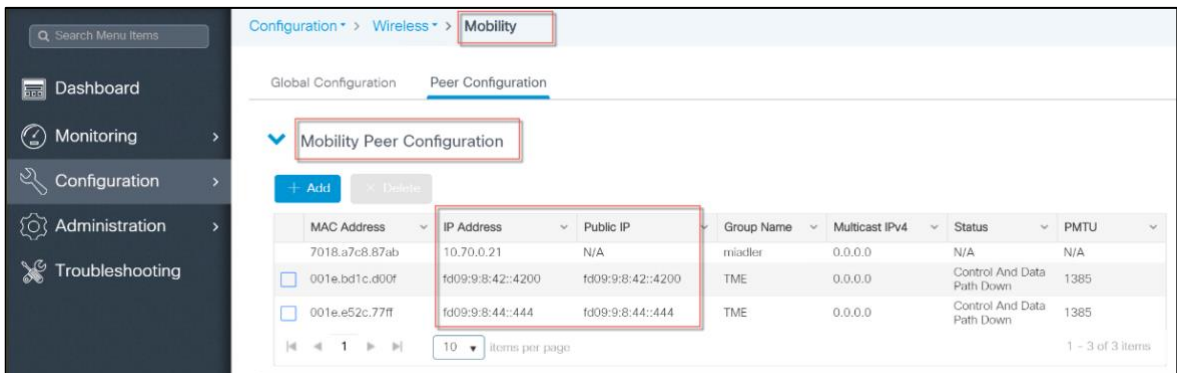 Search Menu Items
Configuration > Wireless > Mobility
Dashboard
Monitoring
Configuration
Administration
Troubleshooting
Global Configuration Peer Configuration
Mobility Peer Configuration
+ Add × Delete
MAC Address IP Address Public IP Group Name Multicast IPv4 Status PMTU
7018.a7c8.87ab 10.70.0.21 N/A miadler 0.0.0.0 N/A N/A
001e.bd1c.d00f fd09:9:8:42::4200 fd09:9:8:42::4200 TME 0.0.0.0 Control And Data Path Down 1385
001e.e52c.77ff fd09:9:8:44::444 fd09:9:8:44::444 TME 0.0.0.0 Control And Data Path Down 1385
1 10 items per page 1 - 3 of 3 items